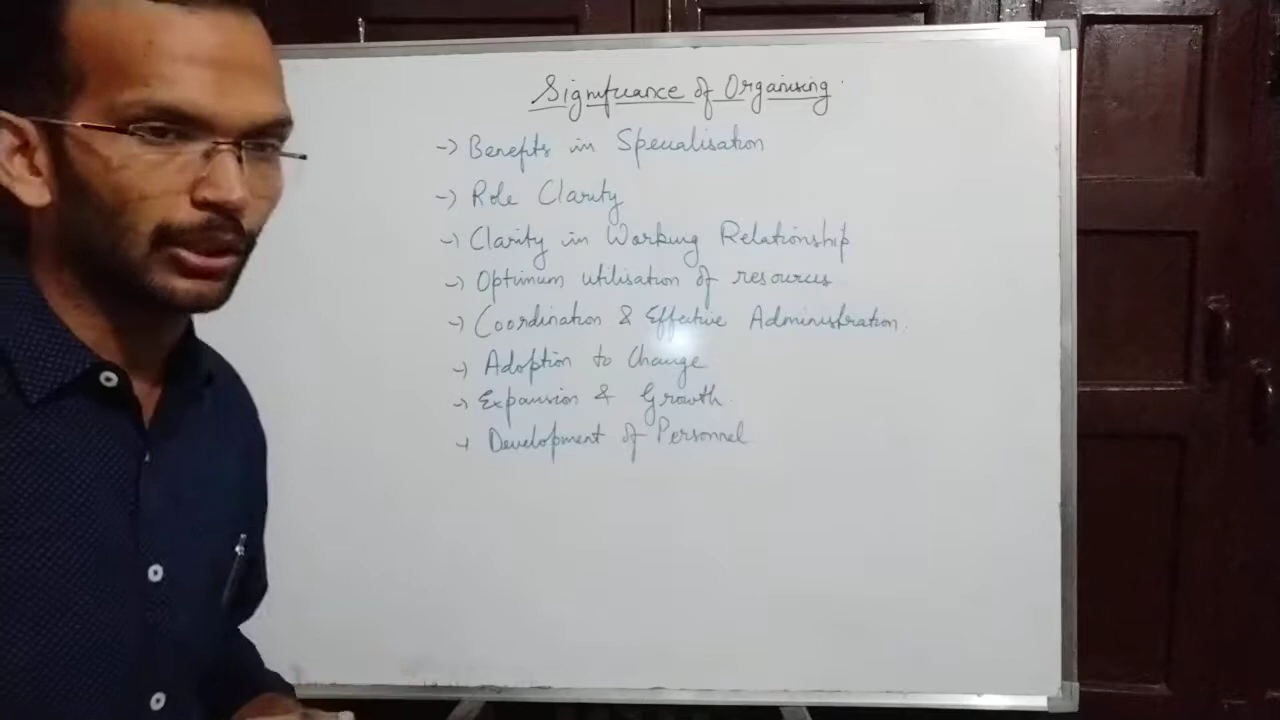 Significance of Organising
-> Benefits in Specialisation
-> Role Clarity
-> Clarity in Working Relationship
-> Optimum utilisation of resources
-> Coordination & Effective Administration.
-> Adoption to Change
-> Expansion & Growth
-> Development of Personnel